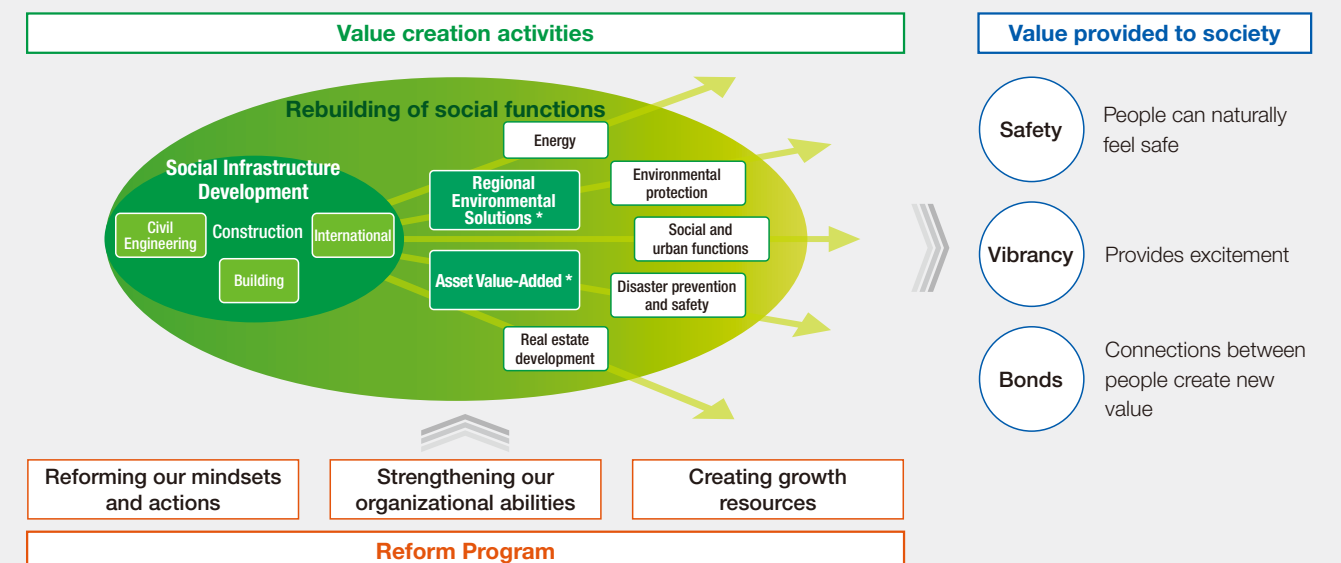 Value creation activities
Value provided to society
Rebuilding of social functions
Energy
Social Infrastructure
Development
Civil
Engineering
Construction
International
Building
Regional
Environmental
Solutions *
Environmental
protection
Social and
urban functions
Asset Value-Added *
Disaster prevention
and safety
Real estate
development
Safety
People can naturally
feel safe
Vibrancy
Provides excitement
Bonds
Connections between
people create new
value
Reforming our mindsets
and actions
Strengthening our
organizational abilities
Creating growth
resources
Reform Program